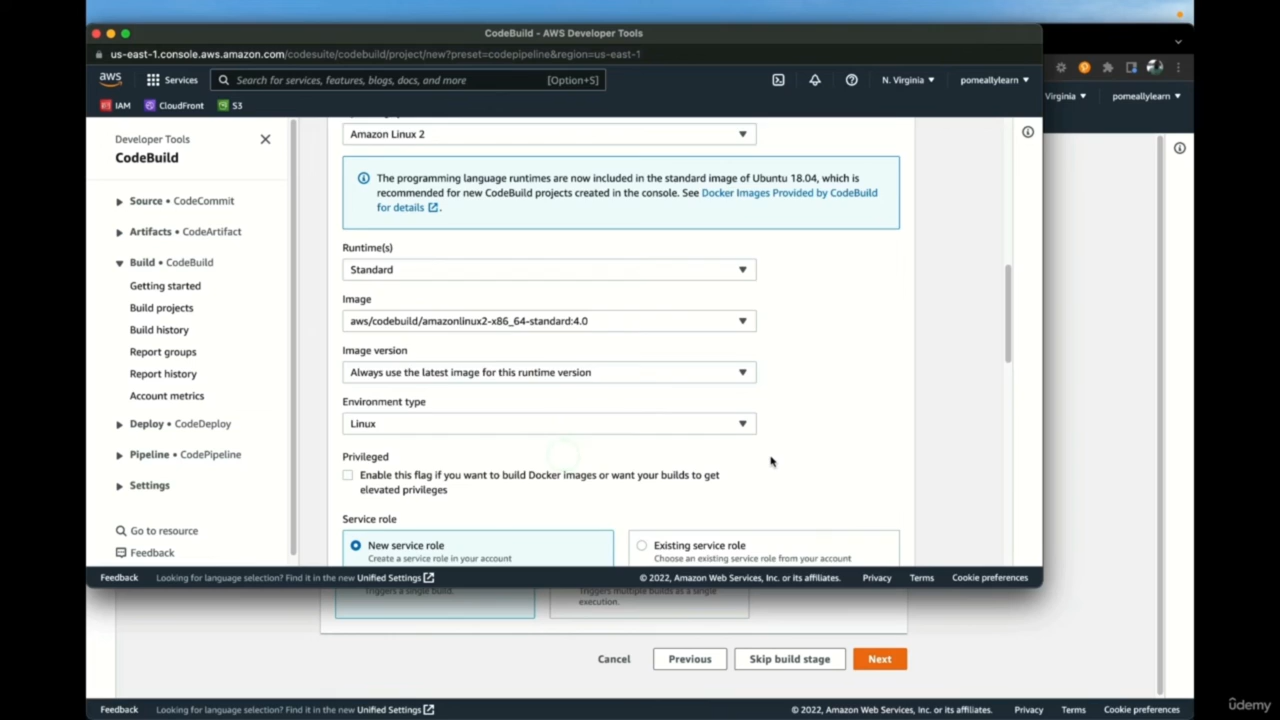 CodeBuild - AWS Developer Tools
us-east-1.console.aws.amazon.com/codesuite/codebuild/project/new?preset=codepipeline&region=us-east-1
aws Services Search for services, features, blogs, docs, and more [Option+S] N. Virginia pomeallylearn
Virginia pomeallylearn
IAM CloudFront S3
Developer Tools
CodeBuild
Source • CodeCommit
Artifacts • CodeArtifact
Build • CodeBuild
Getting started
Build projects
Build history
Report groups
Report history
Account metrics
Deploy • CodeDeploy
Pipeline • CodePipeline
Settings
Go to resource
Feedback
Amazon Linux 2
The programming language runtimes are now included in the standard image of Ubuntu 18.04, which is
recommended for new CodeBuild projects created in the console. See Docker Images Provided by CodeBuild
for details.
Runtime(s)
Standard
Image
aws/codebuild/amazonlinux2-x86_64-standard:4.0
Image version
Always use the latest image for this runtime version
Environment type
Linux
Privileged
Enable this flag if you want to build Docker images or want your builds to get
elevated privileges
Service role
New service role
Create a service role in your account
Existing service role
Choose an existing service role from your account
Feedback Looking for language selection? Find it in the new Unified Settings © 2022, Amazon Web Services, Inc. or its affiliates. Privacy Terms Cookie preferences
Triggers a single build.
Triggers multiple builds as a single
execution.
Cancel Previous Skip build stage Next
Feedback Looking for language selection? Find it in the new Unified Settings © 2022, Amazon Web Services, Inc. or its affiliates. Privacy Terms Cookie preferences
ûdemy